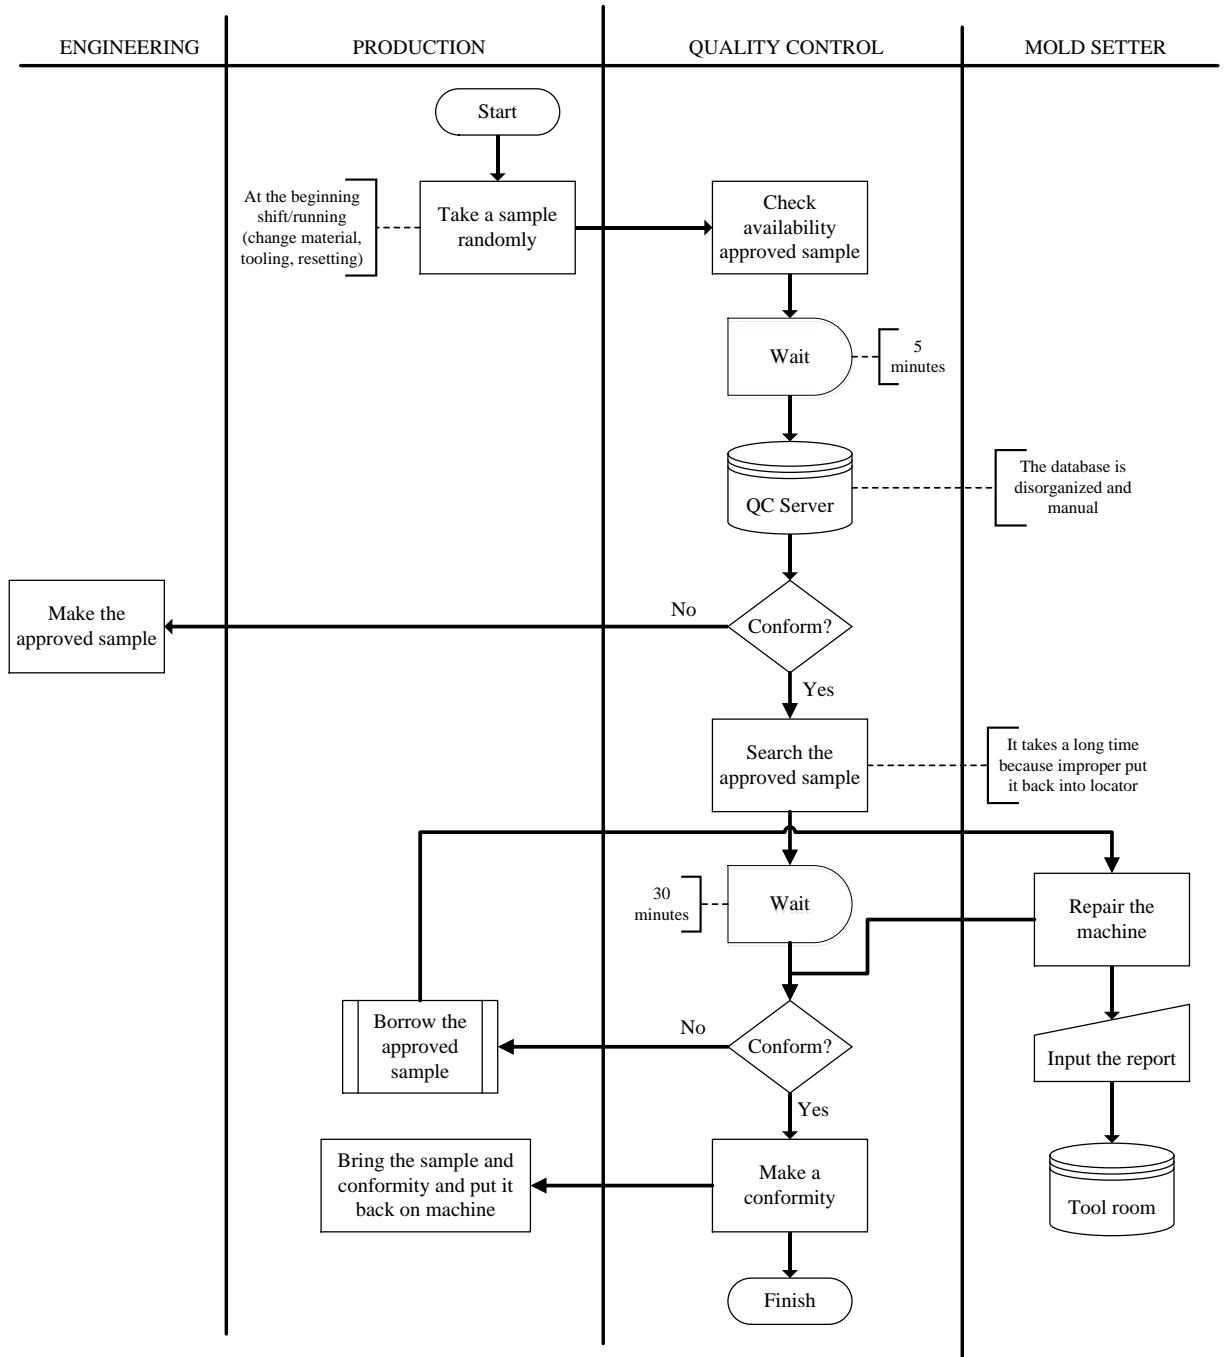 ENGINEERING
PRODUCTION
QUALITY CONTROL
MOLD SETTER
Start
At the beginning
shift/running
(change material,
tooling, resetting)
Take a sample
randomly
Check
availability
approved sample
Wait
5
minutes
QC Server
The database is
disorganized and
manual
Make the
approved sample
No
Conform?
Yes
Search the
approved sample
It takes a long time
because improper put
it back into locator
30
minutes
Wait
Repair the
machine
Borrow the
approved
sample
No
Conform?
Input the report
Yes
Bring the sample and
conformity and put it
back on machine
Make a
conformity
Tool room
Finish